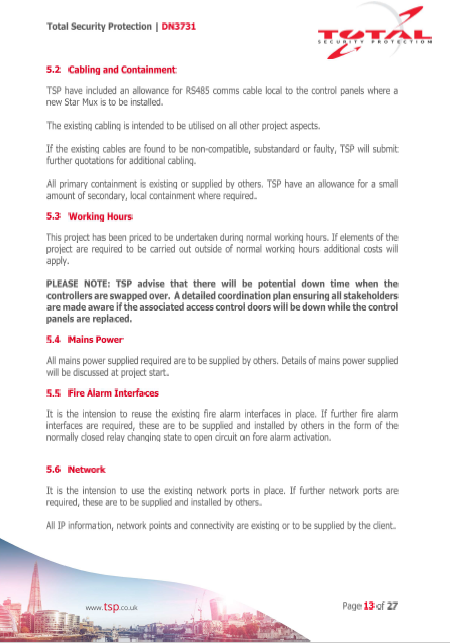 Total Security Protection | DN3731
TOTAL
SECURITY PROTECTION
5.2 Cabling and Containment
TSP have included an allowance for RS485 comms cable local to the control panels where a
new Star Mux is to be installed.
The existing cabling is intended to be utilised on all other project aspects.
If the existing cables are found to be non-compatible, substandard or faulty, TSP will submit
further quotations for additional cabling.
All primary containment is existing or supplied by others. TSP have an allowance for a small
amount of secondary, local containment where required.
5.3 Working Hours
This project has been priced to be undertaken during normal working hours. If elements of the
project are required to be carried out outside of normal working hours additional costs will
apply.
PLEASE NOTE: TSP advise that there will be potential down time when the
controllers are swapped over. A detailed coordination plan ensuring all stakeholders
are made aware if the associated access control doors will be down while the control
panels are replaced.
5.4 Mains Power
All mains power supplied required are to be supplied by others. Details of mains power supplied
will be discussed at project start.
5.5 Fire Alarm Interfaces
It is the intension to reuse the existing fire alarm interfaces in place. If further fire alarm
interfaces are required, these are to be supplied and installed by others in the form of the
normally closed relay changing state to open circuit on fore alarm activation.
5.6 Network
It is the intension to use the existing network ports in place. If further network ports are
required, these are to be supplied and installed by others.
All IP information, network points and connectivity are existing or to be supplied by the client.
www.tsp.co.uk
Page 13 of 27